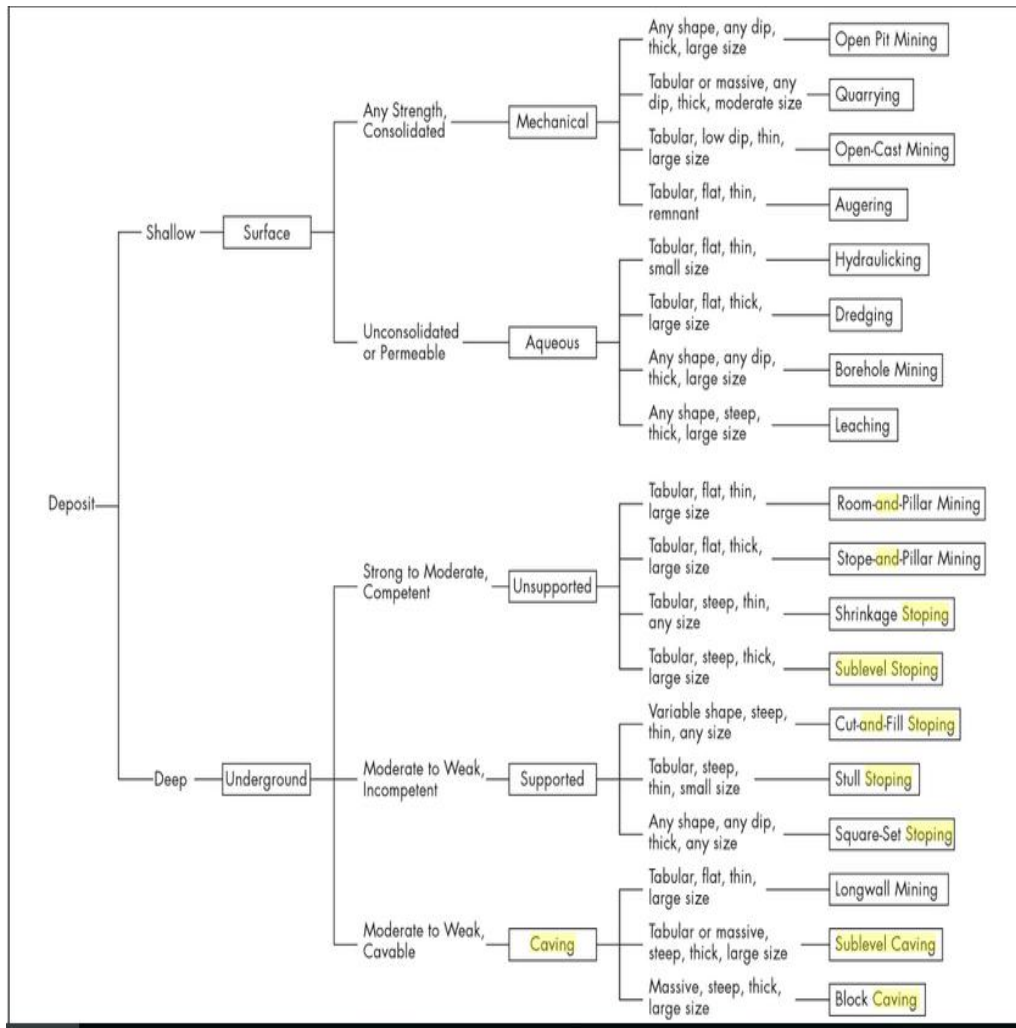 Any shape, any dip,
thick, large size
Open Pit Mining
Tabular or massive, any
dip, thick, moderate size
Quarrying
Any Strength,
Consolidated
Mechanical
Tabular, low dip, thin,
large size
Open-Cast Mining
Tabular, flat, thin,
remnant
Augering
Shallow
Surface
Tabular, flat, thin,
small size
Hydraulicking
Unconsolidated
or Permeable
Aqueous
Tabular, flat, thick,
large size
Dredging
Any shape, any dip,
thick, large size
Borehole Mining
Any shape, steep,
thick, large size
Leaching
Deposit
Tabular, flat, thin,
large size
Room-and-Pillar Mining
Strong to Moderate,
Competent
Unsupported
Tabular, flat, thick,
large size
Stope-and-Pillar Mining
Tabular, steep, thin,
any size
Shrinkage Stoping
Tabular, steep, thick,
large size
Sublevel Stoping
Deep
Underground
Moderate to Weak,
Incompetent
Supported
Variable shape, steep,
thin, any size
Cut-and-Fill Stoping
Tabular, steep,
thin, small size
Stull Stoping
Any shape, any dip,
thick, any size
Square-Set Stoping
Moderate to Weak,
Cavable
Caving
Tabular, flat, thin,
large size
Longwall Mining
Tabular or massive,
steep, thick, large size
Sublevel Caving
Massive, steep, thick,
large size
Block Caving